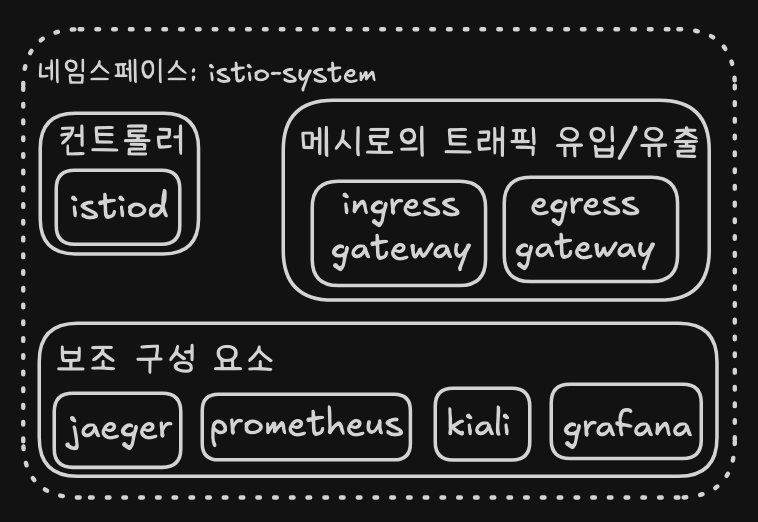 네임스페이스: istio-system
컨트롤러
istiod
메시로의 트래픽 유입/유출
ingress
gateway
egress
gateway
보조 구성 요소
jaeger
prometheus
kiali
grafana